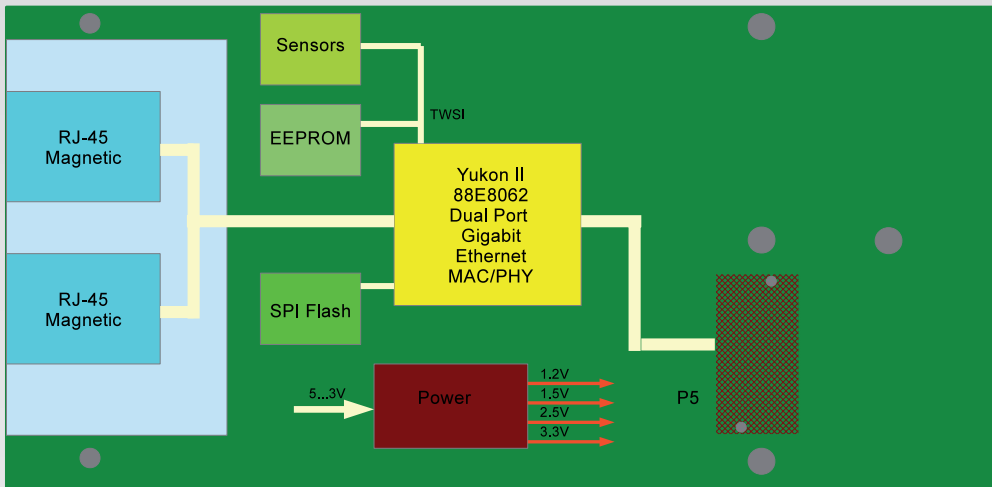 Sensors
TWSI
EEPROM
RJ-45
Magnetic
Yukon II
88E8062
Dual Port
Gigabit
Ethernet
MAC/PHY
RJ-45
Magnetic
SPI Flash
5...3V
Power
1.2V
1.5V
2.5V
3.3V
P5